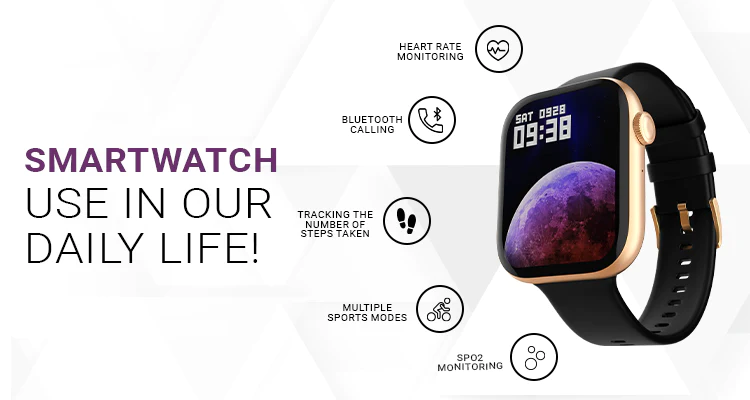 SMARTWATCH
USE IN OUR
DAILY LIFE!
HEART RATE
MONITORING
BLUETOOTH
CALLING
TRACKING THE
NUMBER OF
STEPS TAKEN
MULTIPLE
SPORTS MODES
SPO2
MONITORING
SAT 0928
09:38